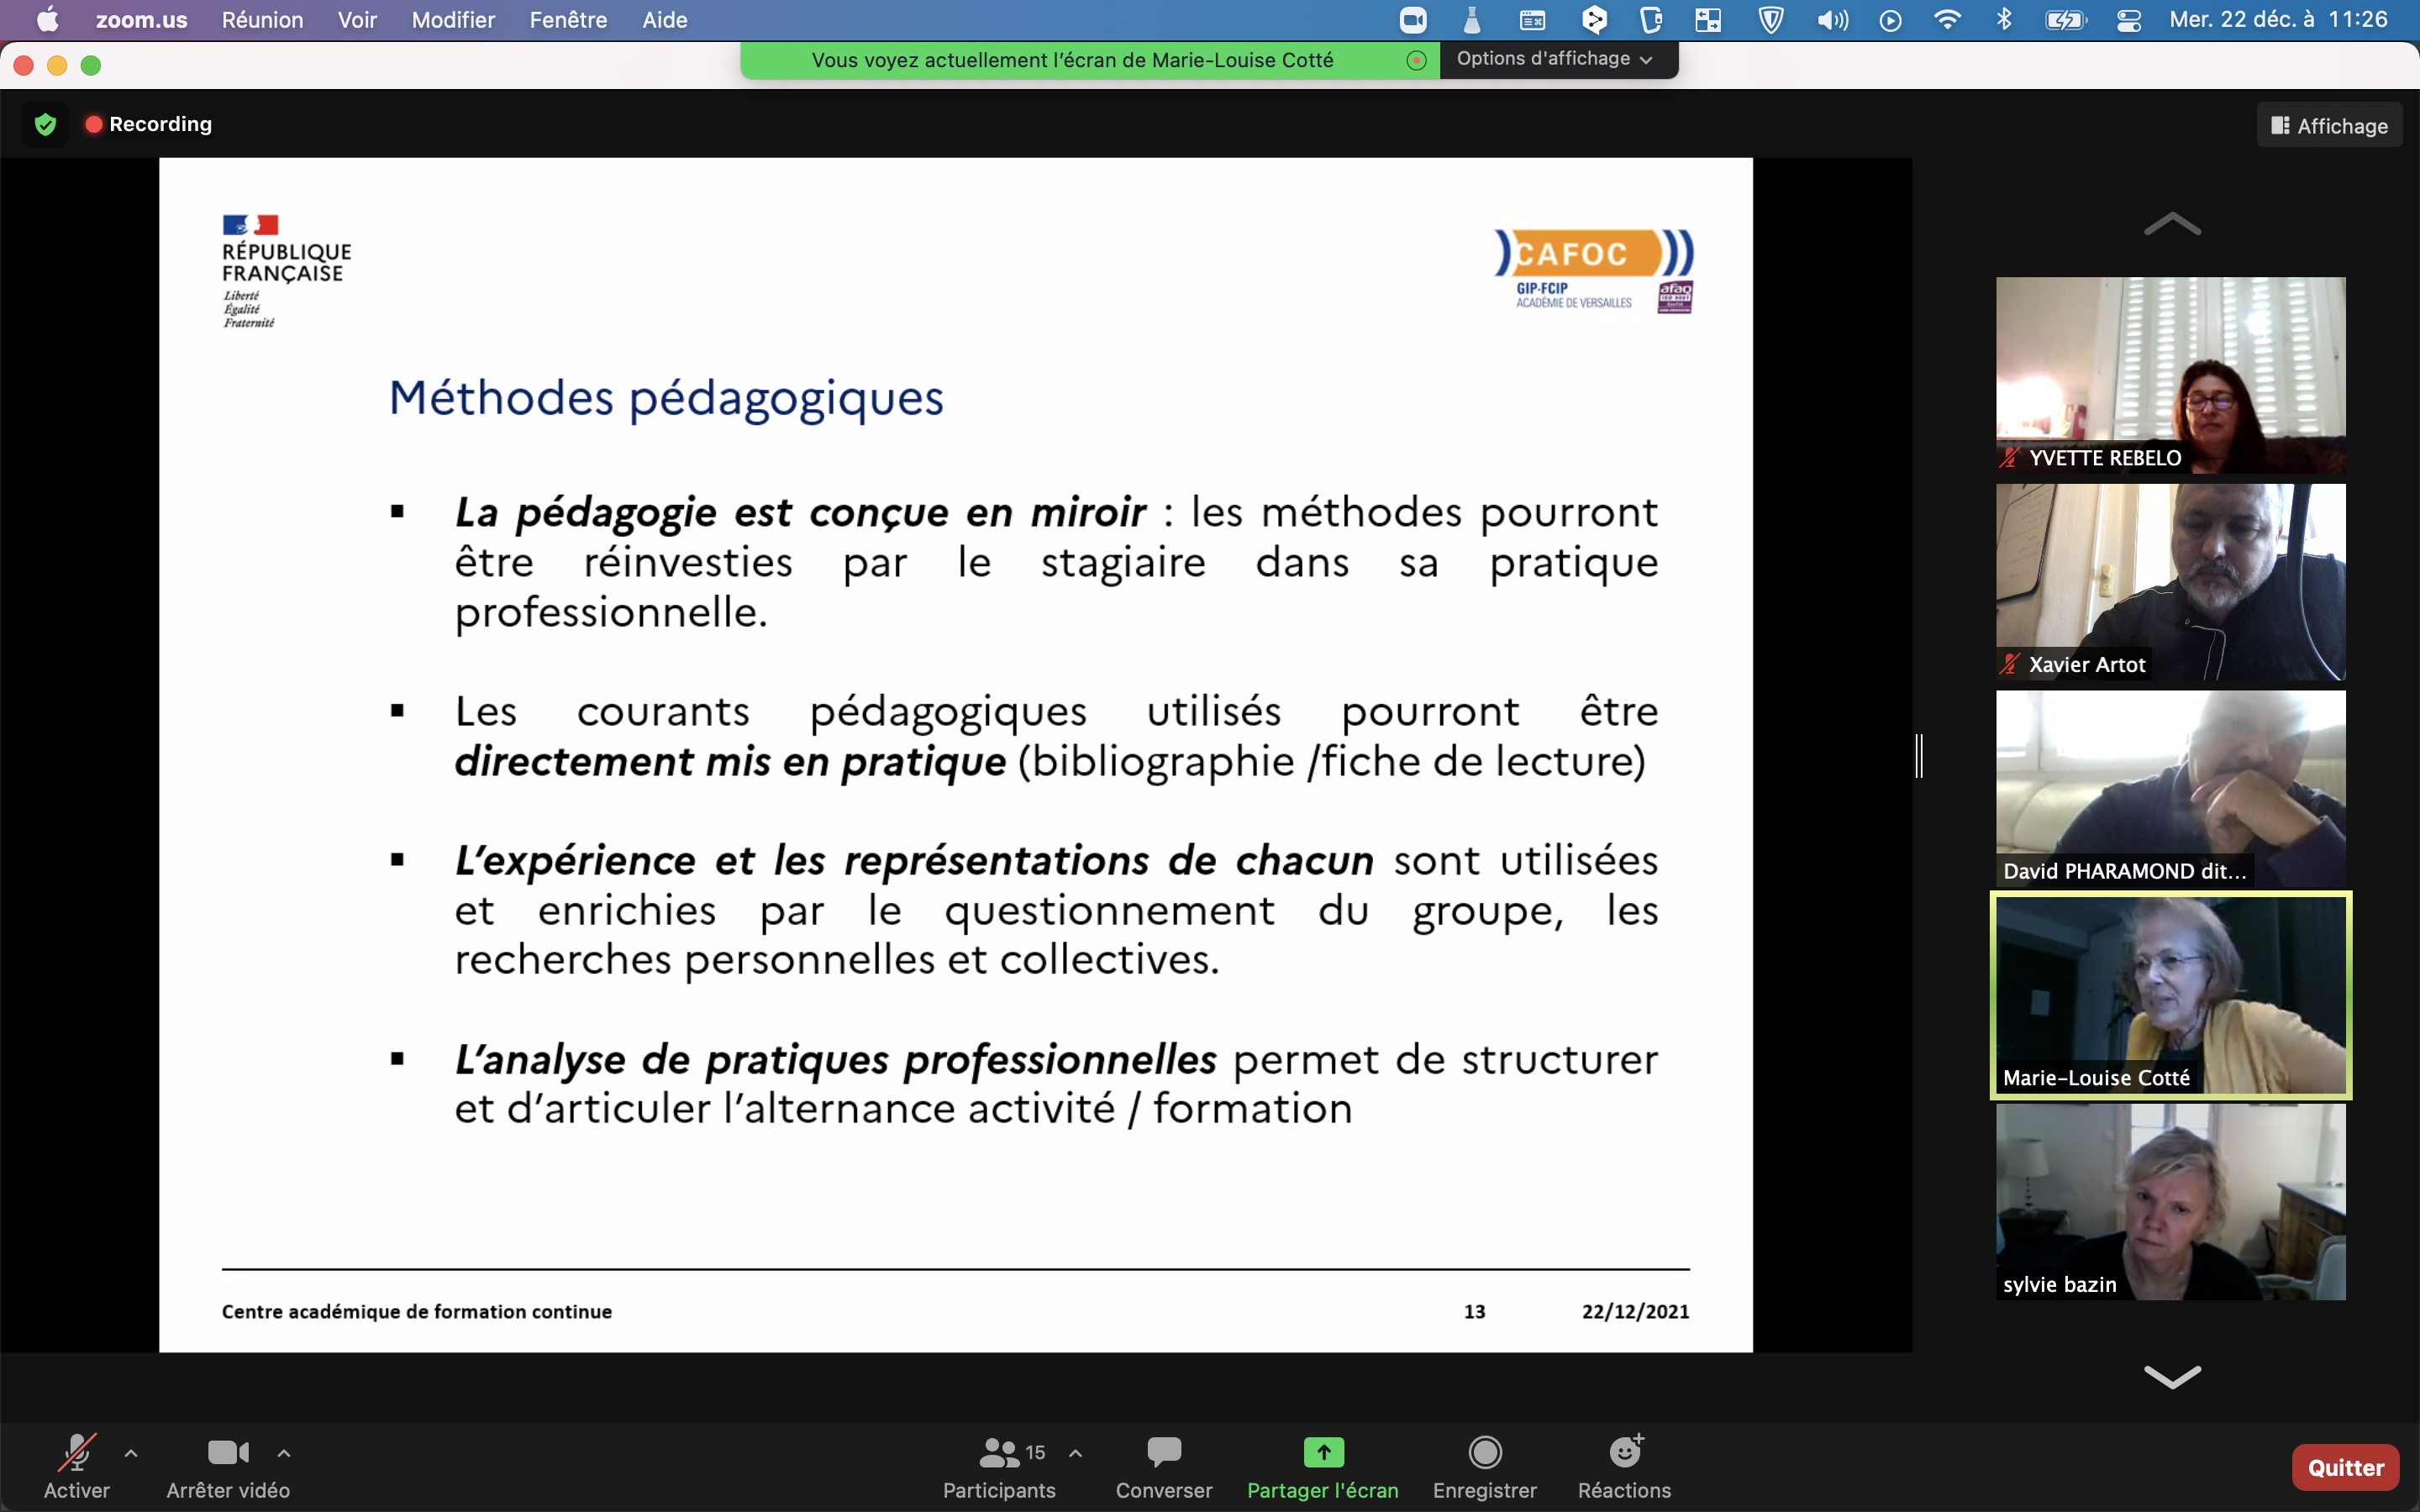 zoom.us Réunion Voir Modifier Fenêtre Aide
Mer. 22 déc. à 11:26
Vous voyez actuellement l'écran de Marie-Louise Cotté
Options d'affichage
Recording
Affichage
RÉPUBLIQUE
FRANÇAISE
Liberté
Égalité
Fraternité
CAFOC
GIP-FCIP
ACADÉMIE DE VERSAILLES
afaq
ISO 9001
Méthodes pédagogiques
▪ La pédagogie est conçue en miroir : les méthodes pourront
être réinvesties par le stagiaire dans sa pratique
professionnelle.
▪ Les courants pédagogiques utilisés pourront être
directement mis en pratique (bibliographie /fiche de lecture)
▪ L'expérience et les représentations de chacun sont utilisées
et enrichies par le questionnement du groupe, les
recherches personnelles et collectives.
▪ L'analyse de pratiques professionnelles permet de structurer
et d'articuler l'alternance activité / formation
Centre académique de formation continue 13 22/12/2021
YVETTE REBELO
Xavier Artot
David PHARAMOND dit...
Marie-Louise Cotté
sylvie bazin
Activer
Arrêter vidéo
15
Participants
Converser
Partager l'écran
Enregistrer
Réactions
Quitter